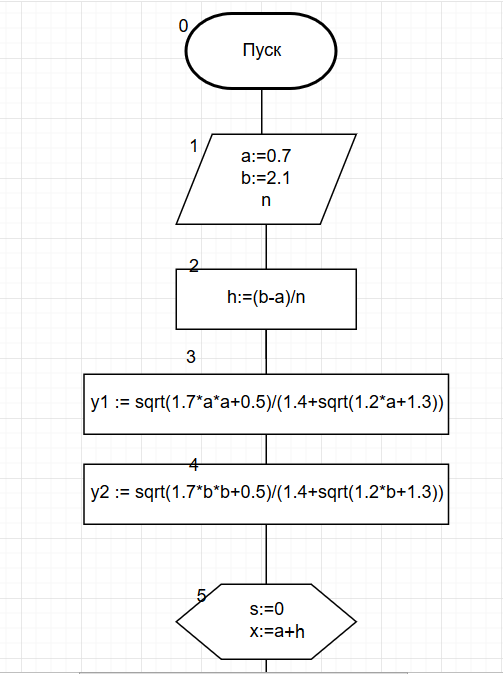 0
Пуск
1
a:=0.7
b:=2.1
n
2
h:=(b-a)/n
3
y1 := sqrt(1.7*a*a+0.5)/(1.4+sqrt(1.2*a+1.3))
4
y2 := sqrt(1.7*b*b+0.5)/(1.4+sqrt(1.2*b+1.3))
5
s:=0
x:=a+h